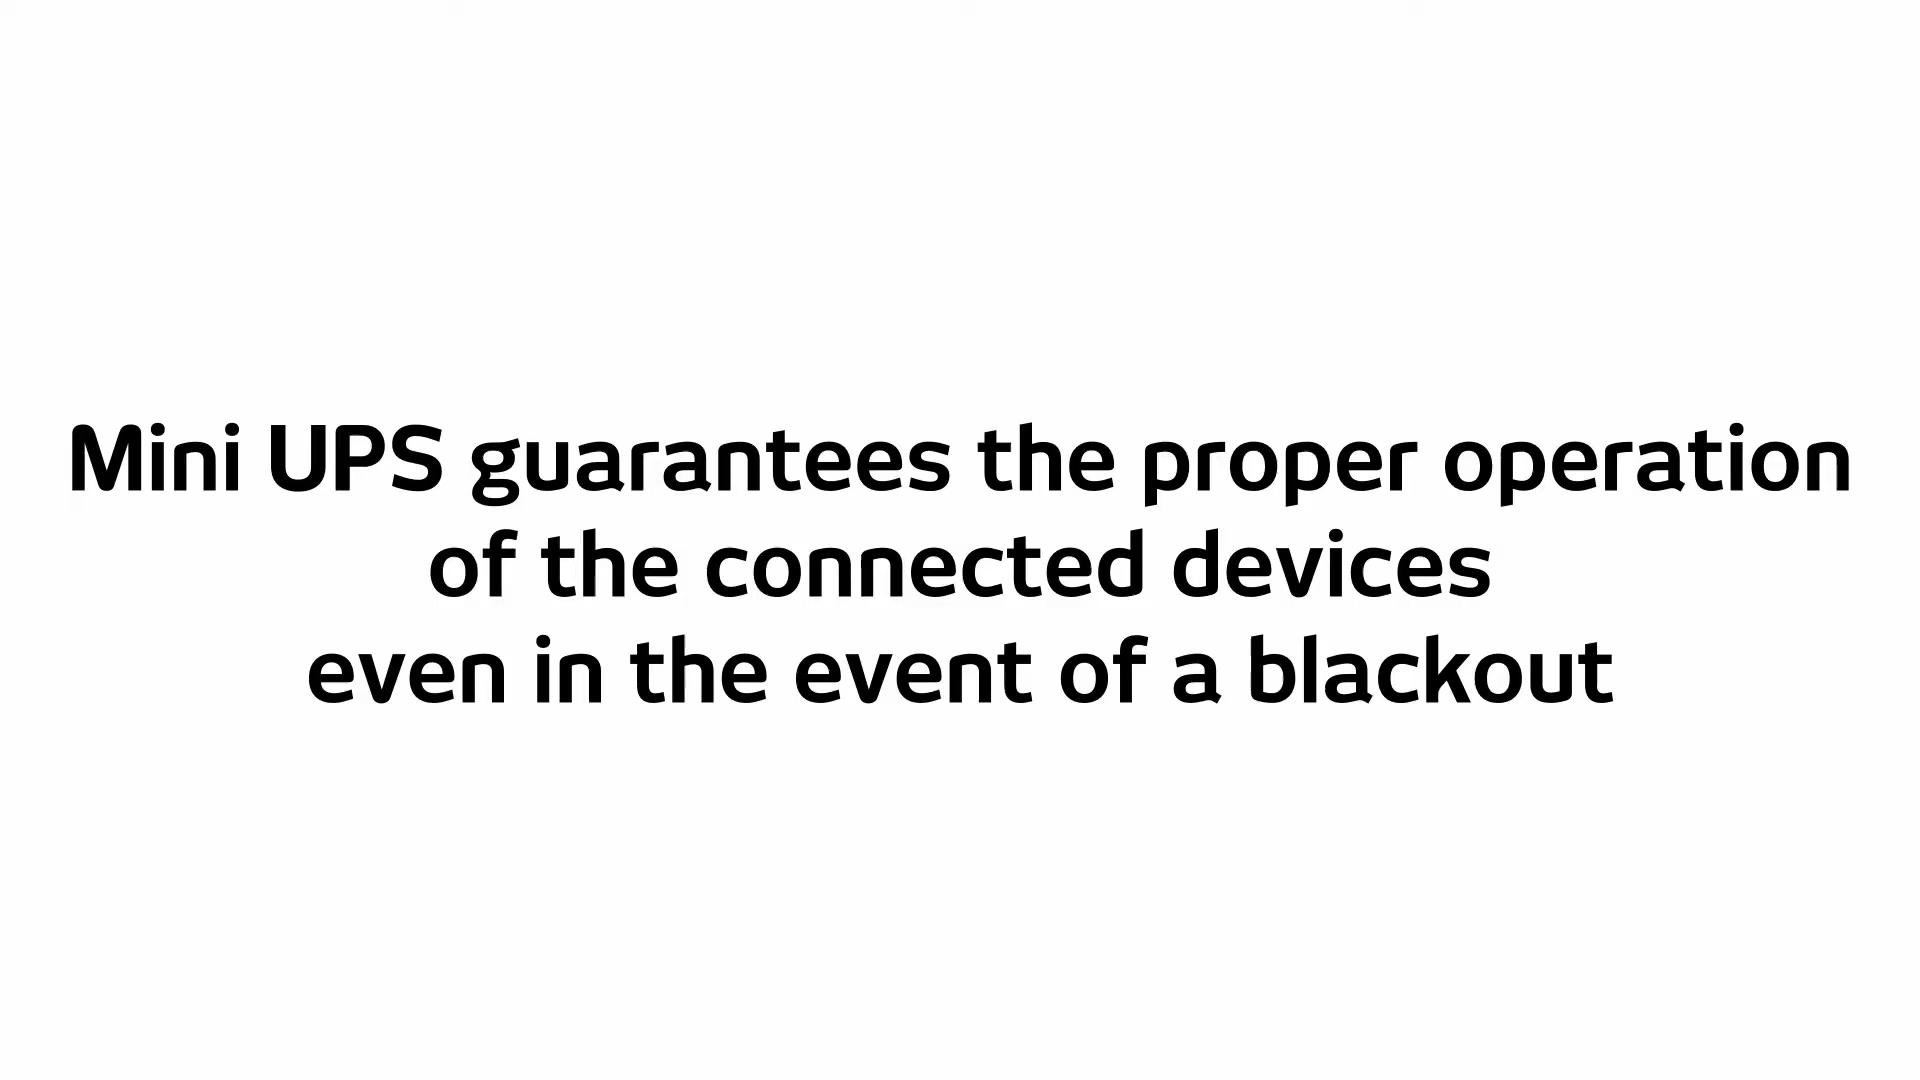 Mini UPS guarantees the proper operation
of the connected devices
even in the event of a blackout